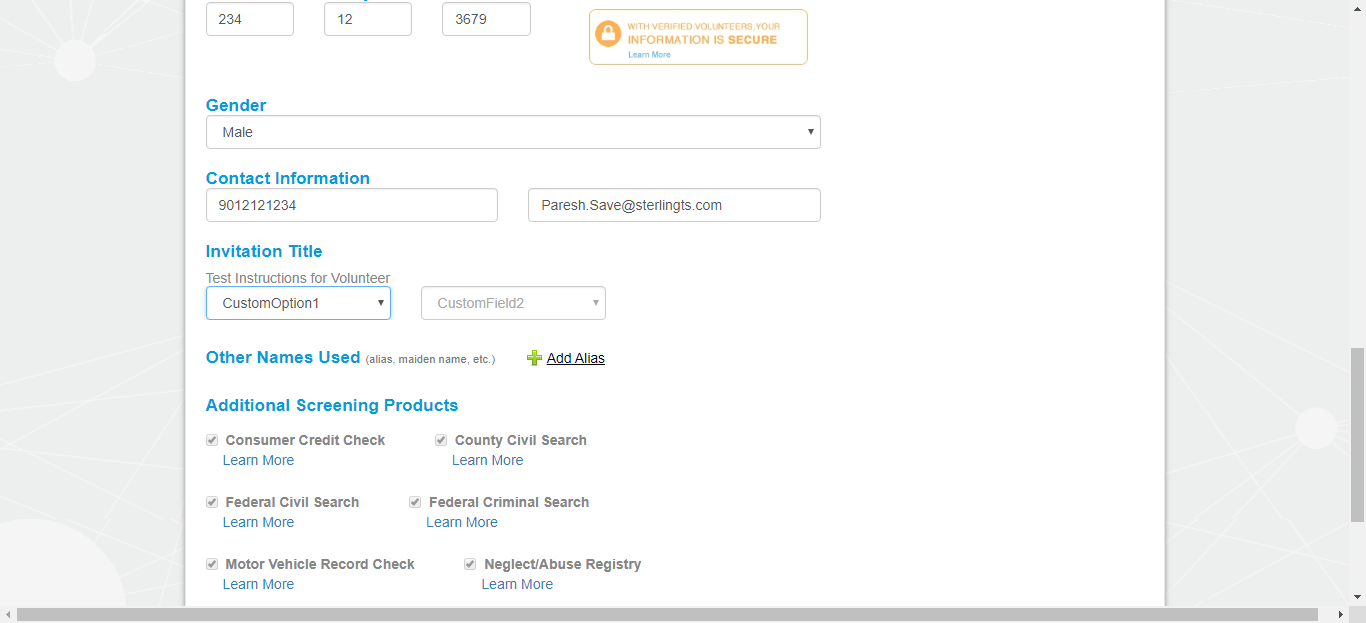 234 12 3679
WITH VERIFIED VOLUNTEERS, YOUR
INFORMATION IS SECURE
Learn More
Gender
Male
Contact Information
9012121234 Paresh.Save@sterlingts.com
Invitation Title
Test Instructions for Volunteer
CustomOption1 CustomField2
Other Names Used (alias, maiden name, etc.) Add Alias
Additional Screening Products
Consumer Credit Check County Civil Search
Learn More Learn More
Federal Civil Search Federal Criminal Search
Learn More Learn More
Motor Vehicle Record Check Neglect/Abuse Registry
Learn More Learn More